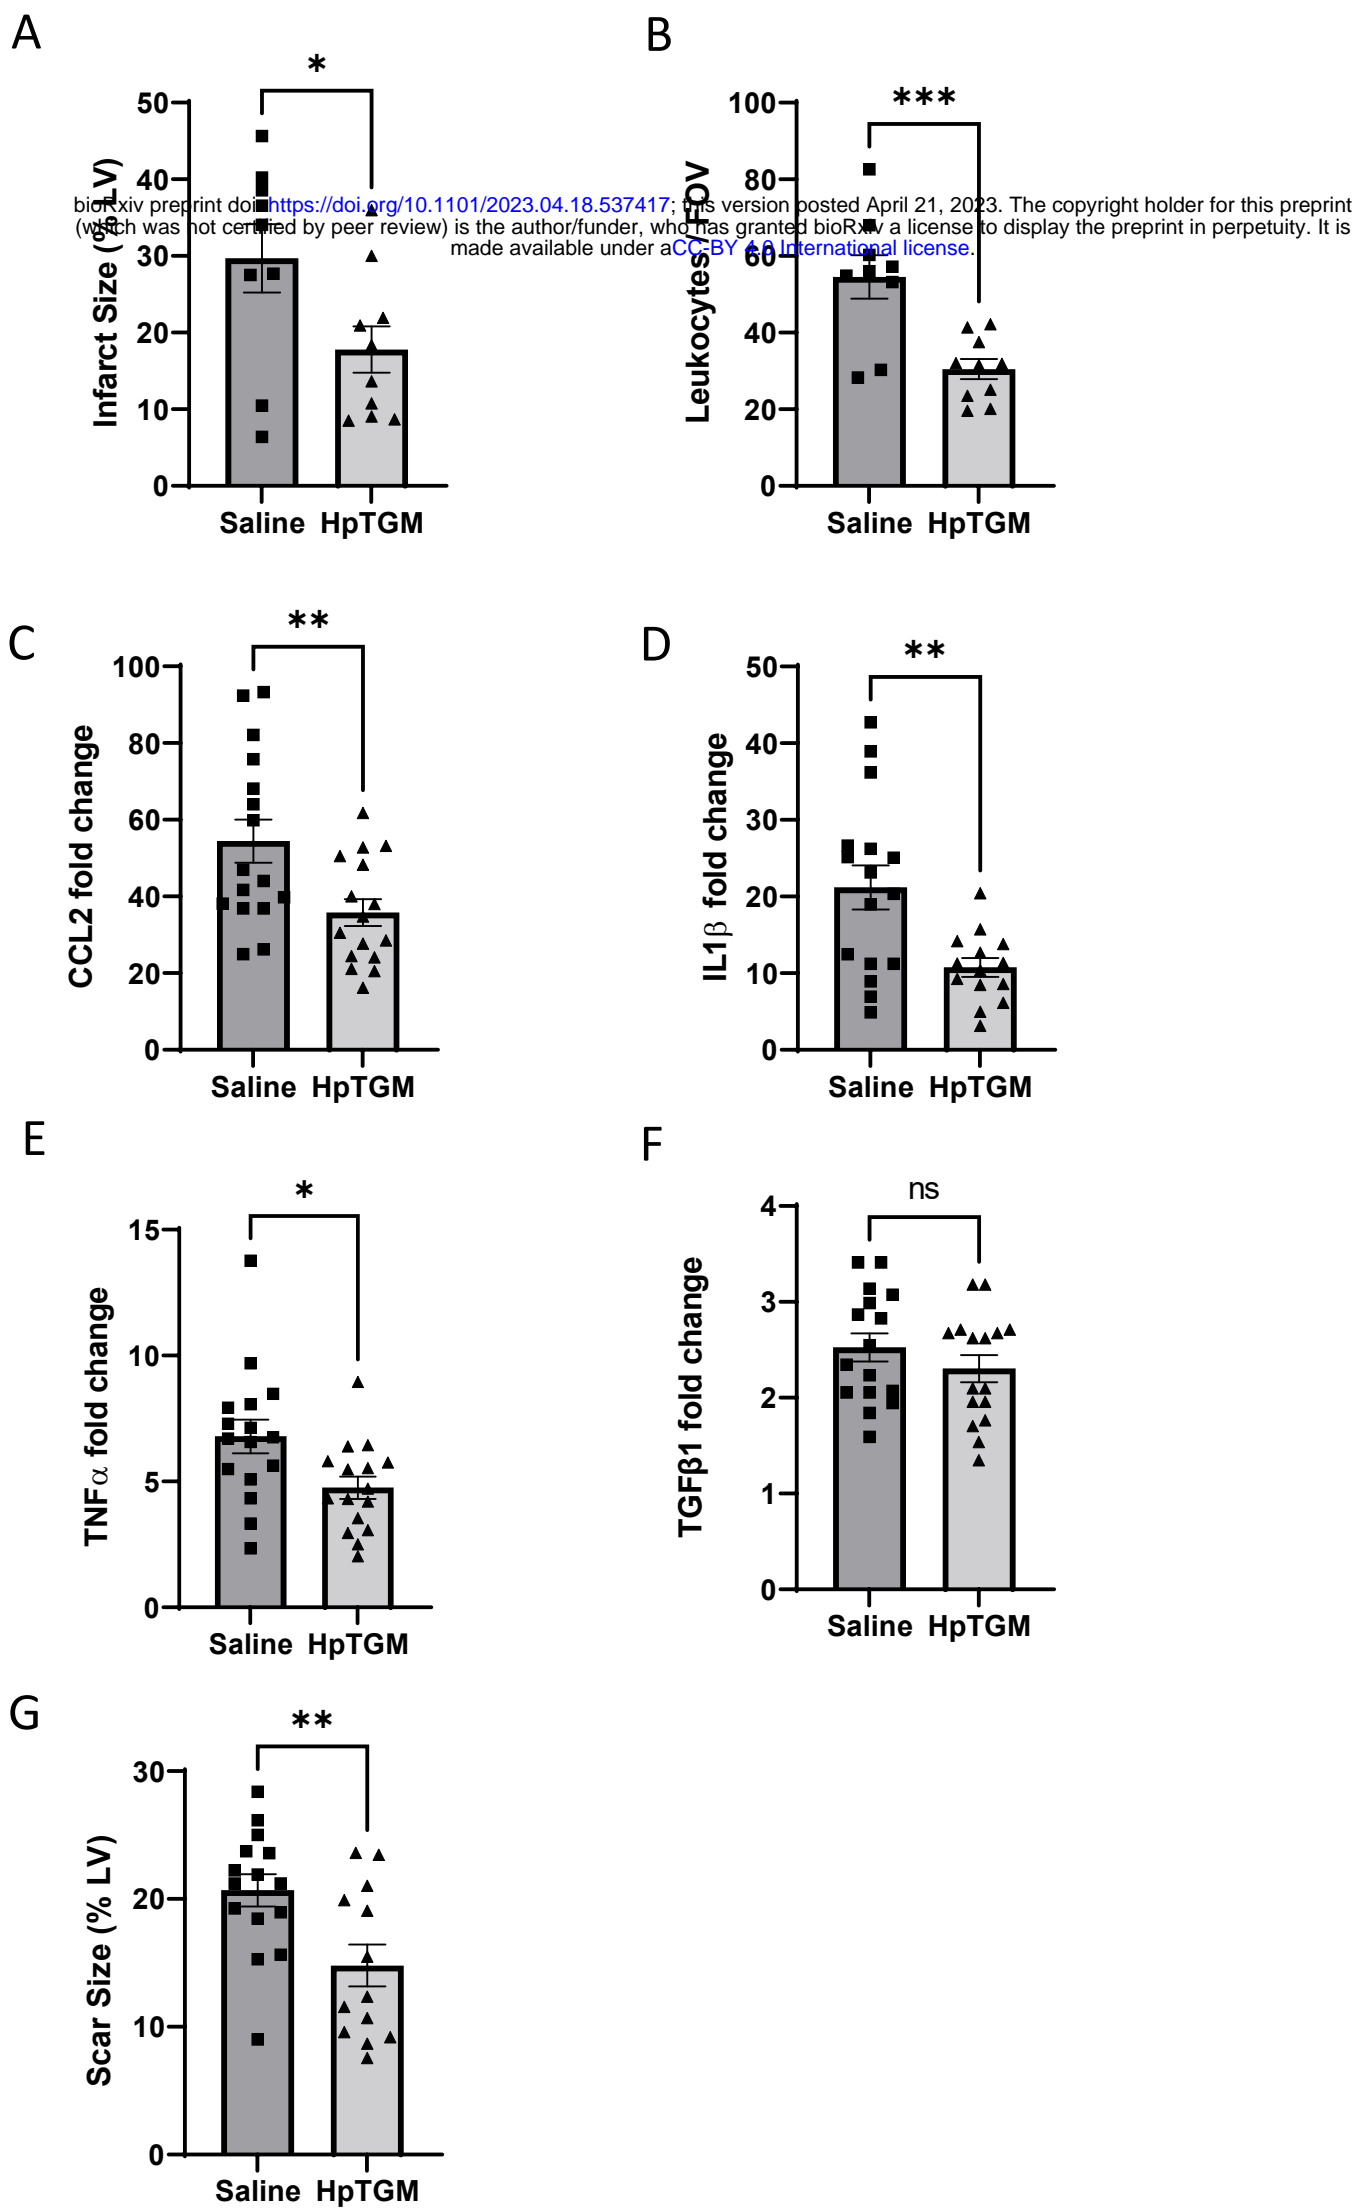 A
B
*
***
50
40
30
20
10
0
Infarct Size (% LV)
Saline HpTGM
100
80
60
40
20
0
Leukocytes / FOV
Saline HpTGM
bioRxiv preprint doi: https://doi.org/10.1101/2023.04.18.537417; this version posted April 21, 2023. The copyright holder for this preprint
(which was not certified by peer review) is the author/funder, who has granted bioRxiv a license to display the preprint in perpetuity. It is
made available under aCC-BY 4.0 International license.
C
D
**
**
100
80
60
40
20
0
CCL2 fold change
Saline HpTGM
50
40
30
20
10
0
IL1β fold change
Saline HpTGM
E
F
*
ns
15
10
5
0
TNFα fold change
Saline HpTGM
4
3
2
1
0
TGFβ1 fold change
Saline HpTGM
G
**
30
20
10
0
Scar Size (% LV)
Saline HpTGM